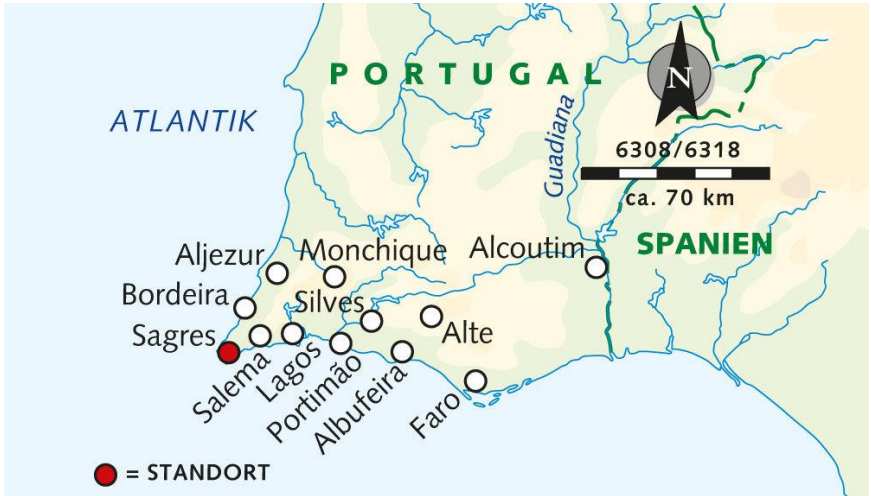 PORTUGAL
N
ATLANTIK
Guadiana
6308/6318
ca. 70 km
SPANIEN
Aljezur
Monchique
Alcoutim
Bordeira
Silves
Sagres
Alte
Salema
Lagos
Portimão
Albufeira
Faro
= STANDORT